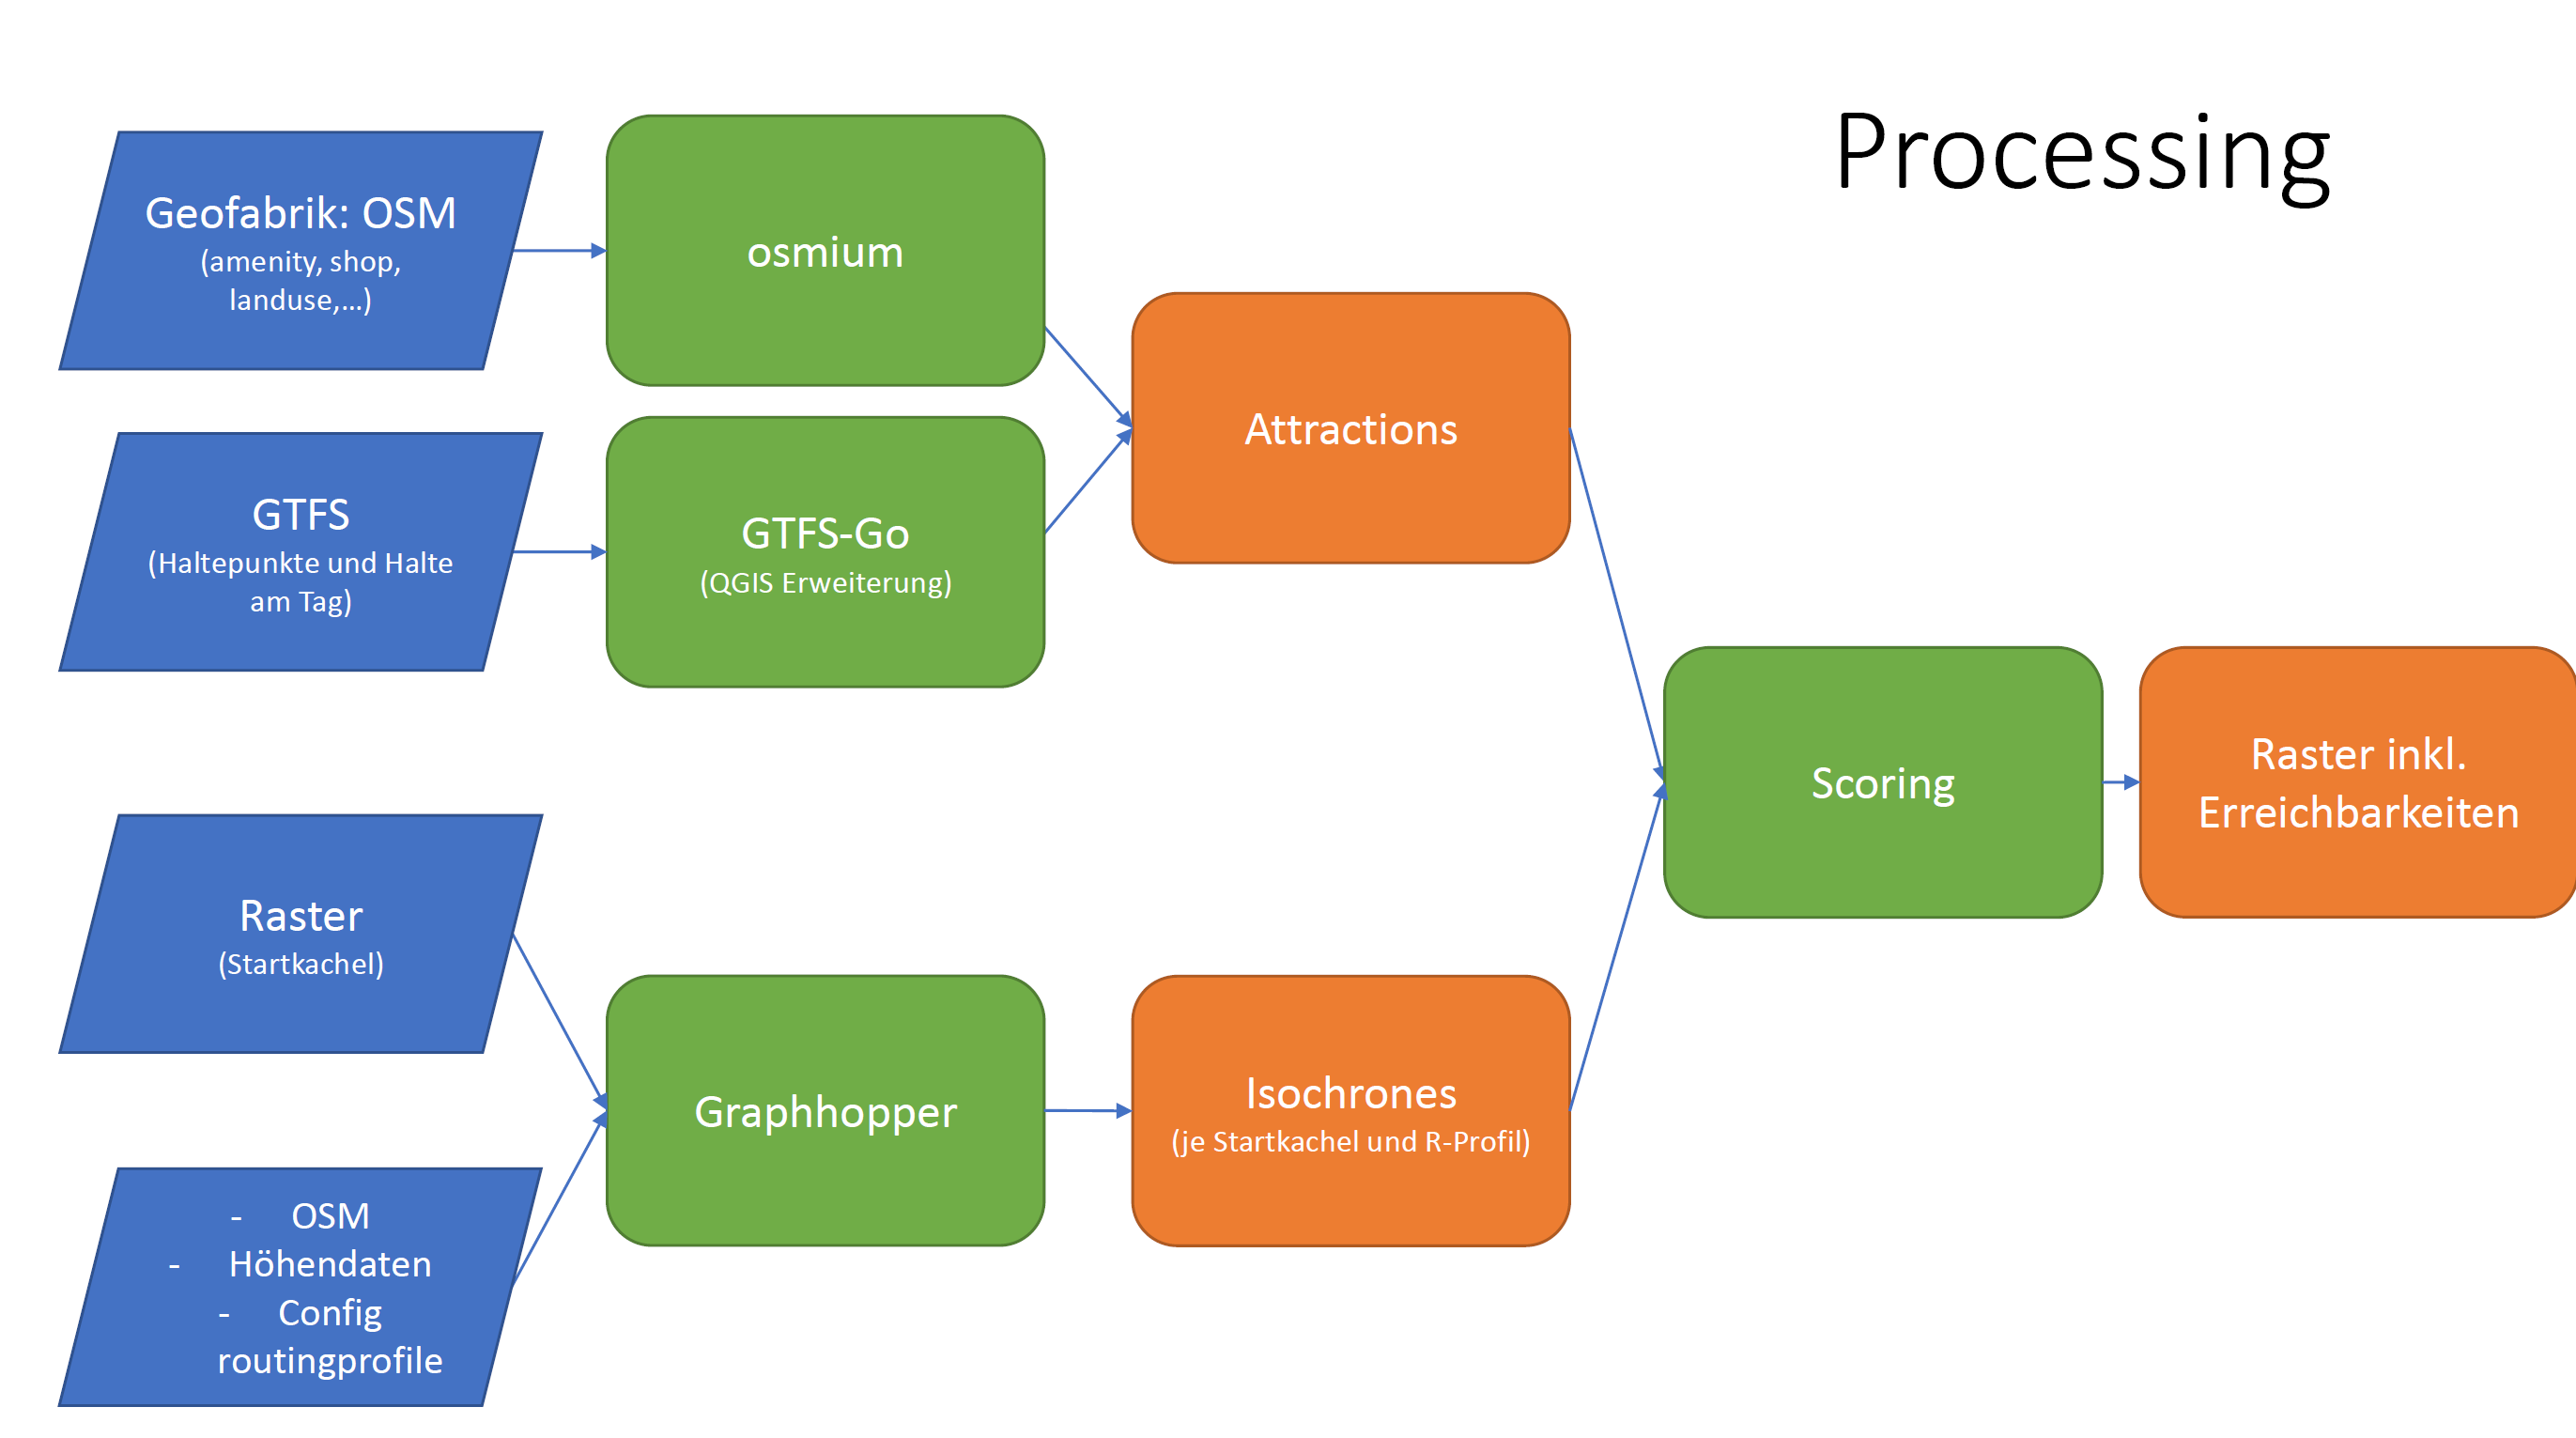 Processing
Geofabrik: OSM
(amenity, shop,
landuse,...)
osmium
Attractions
GTFS
(Haltepunkte und Halte
am Tag)
GTFS-Go
(QGIS Erweiterung)
Scoring
Raster inkl.
Erreichbarkeiten
Raster
(Startkachel)
Graphhopper
Isochrones
(je Startkachel und R-Profil)
- OSM
- Höhendaten
- Config
routingprofile